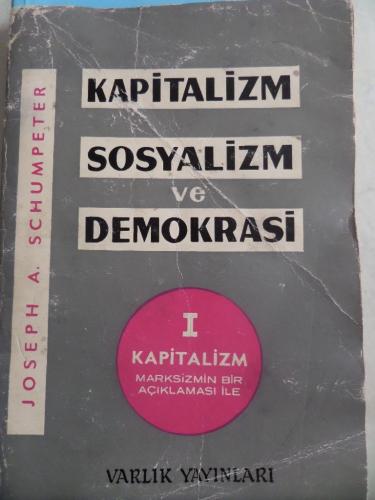 JOSEPH A. SCHUMPETER
KAPİTALİZM
SOSYALİZM
ve
DEMOKRASİ
I
KAPİTALİZM
MARKSİZMİN BİR
AÇIKLAMASI İLE
VARLIK YAYINLARI